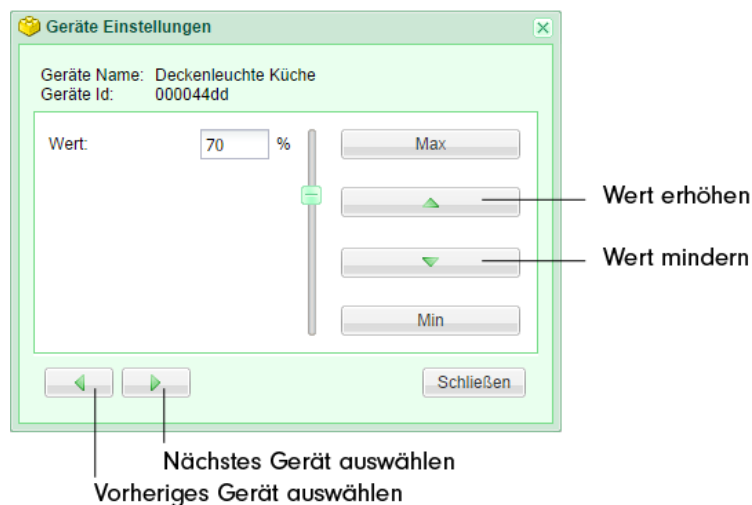 Geräte Einstellungen
Geräte Name: Deckenleuchte Küche
Geräte Id: 000044dd
Wert: 70 %
Max
Wert erhöhen
Wert mindern
Min
Schließen
Nächstes Gerät auswählen
Vorheriges Gerät auswählen